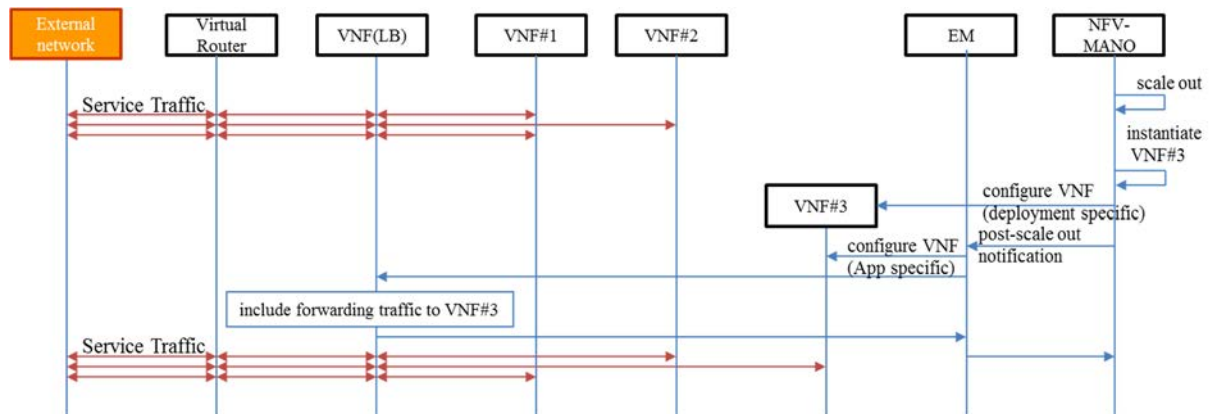 External
network
Virtual
Router
VNF(LB)
VNF#1
VNF#2
EM
NFV-
MANO
scale out
Service Traffic
instantiate
VNF#3
VNF#3
configure VNF
(deployment specific)
post-scale out
notification
configure VNF
(App specific)
include forwarding traffic to VNF#3
Service Traffic